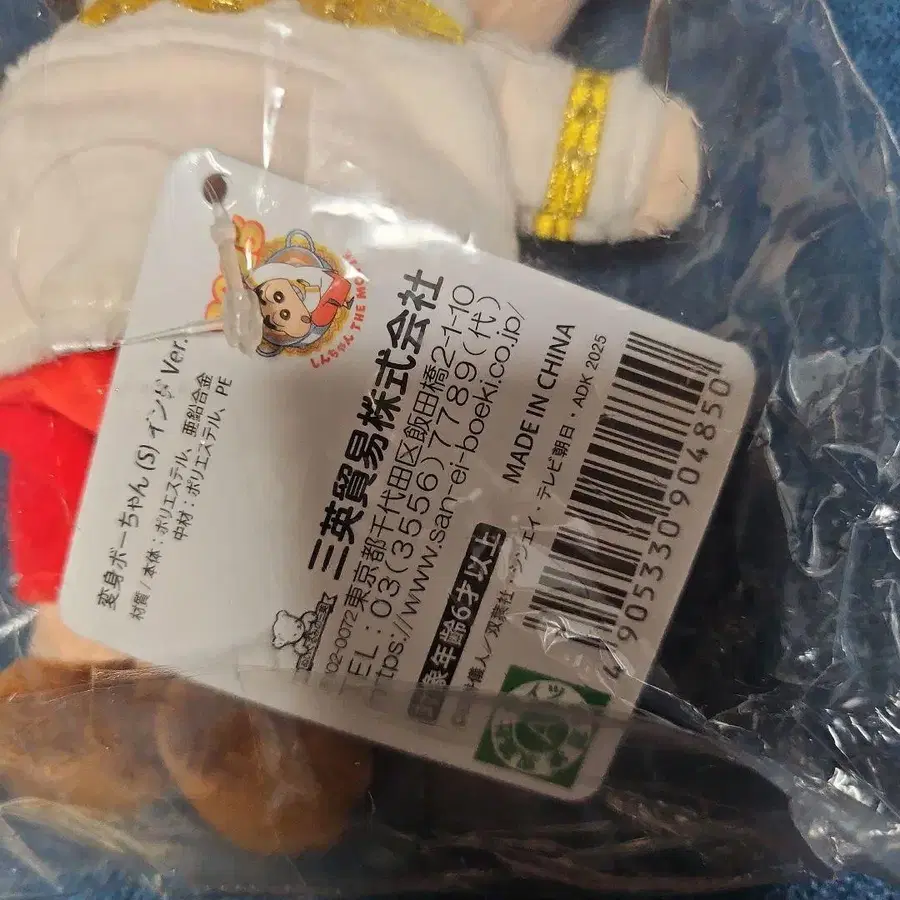 しんちゃん THE MO
変身ボーちゃん (S) インド Ver.
材質 / 本体 : ポリエステル、亜鉛合金
中材 : ポリエステル、PE
三英貿易株式会社
02-0072 東京都千代田区飯田橋2-1-10
TEL : 03(3556)7789(代)
https://www.san-ei-boeki.co.jp/
対象年齢6才以上
MADE IN CHINA
儀人／双葉社・シンエイ・テレビ朝日・ADK 2025
4905330904850